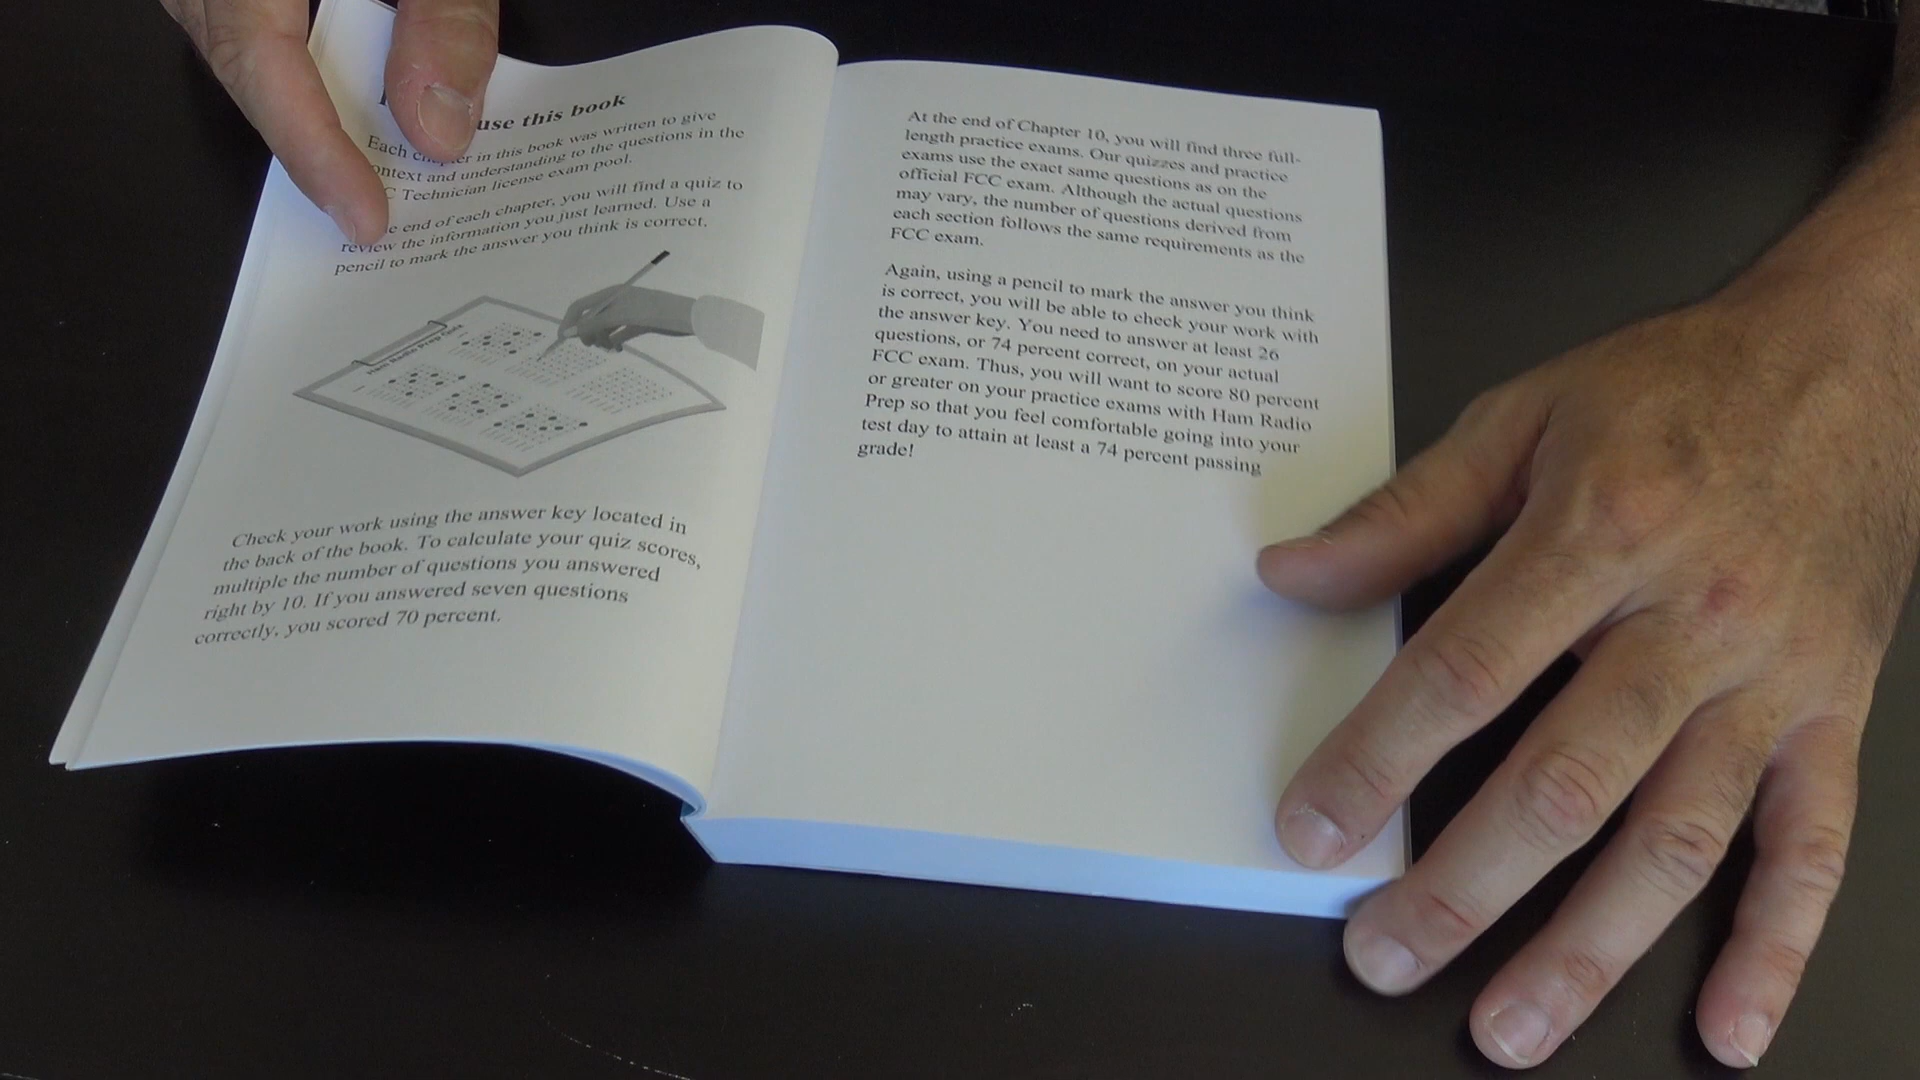 use this book
Each in this book was written to give
ontext and understanding to the questions in the
C Technician license exam pool.
e end of each chapter, you will find a quiz to
review the information you just learned. Use a
pencil to mark the answer you think is correct.
Ham Radio Prep Quiz
Check your work using the answer key located in
the back of the book. To calculate your quiz scores,
multiple the number of questions you answered
right by 10. If you answered seven questions
correctly, you scored 70 percent.
At the end of Chapter 10, you will find three full-
length practice exams. Our quizzes and practice
exams use the exact same questions as on the
official FCC exam. Although the actual questions
may vary, the number of questions derived from
each section follows the same requirements as the
FCC exam.
Again, using a pencil to mark the answer you think
is correct, you will be able to check your work with
the answer key. You need to answer at least 26
questions, or 74 percent correct, on your actual
FCC exam. Thus, you will want to score 80 percent
or greater on your practice exams with Ham Radio
Prep so that you feel comfortable going into your
test day to attain at least a 74 percent passing
grade!